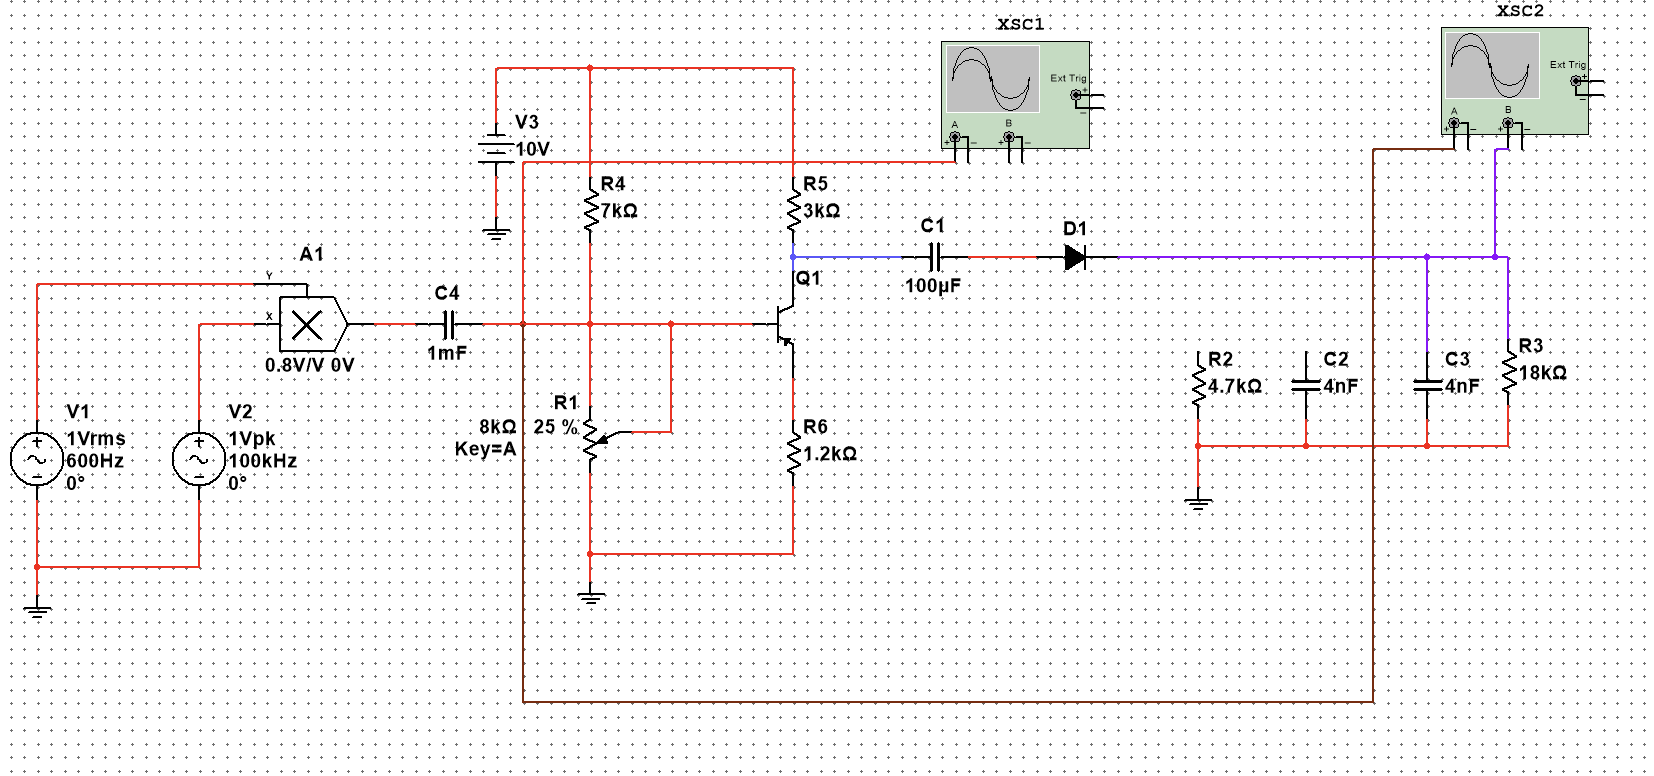 XSC1
Ext Trig
+
−
A
B
+
−
+
−
XSC2
Ext Trig
+
−
A
B
+
−
+
−
V3
10V
R4
7kΩ
R5
3kΩ
C1
100µF
D1
Q1
A1
Y
X
0.8V/V 0V
C4
1mF
V1
1Vrms
600Hz
0°
V2
1Vpk
100kHz
0°
R1
8kΩ
25 %
Key=A
R6
1.2kΩ
R2
4.7kΩ
C2
4nF
C3
4nF
R3
18kΩ